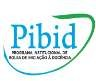 Pibid
PROGRAMA INSTITUCIONAL DE
BOLSA DE INICIAÇÃO À DOCÊNCIA